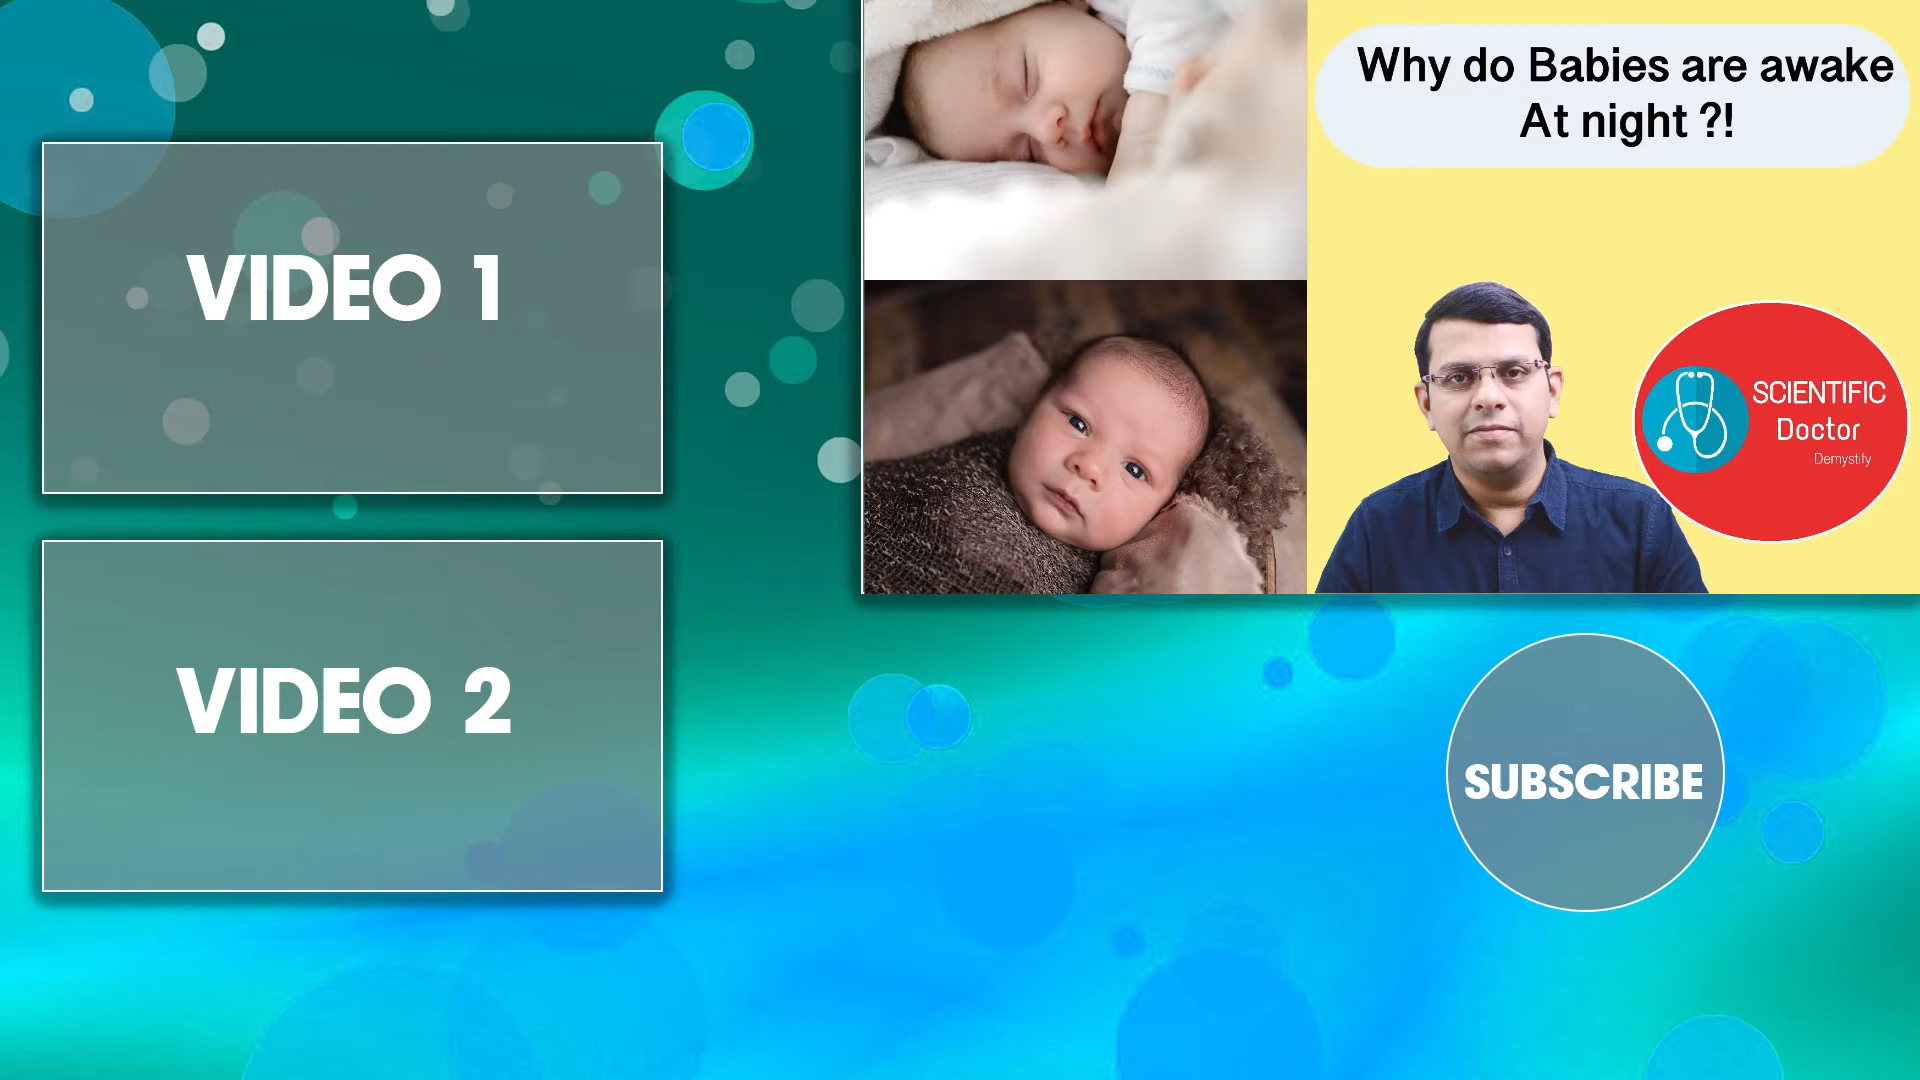 VIDEO 1
VIDEO 2
Why do Babies are awake
At night ?!
SCIENTIFIC
Doctor
Demystify
SUBSCRIBE